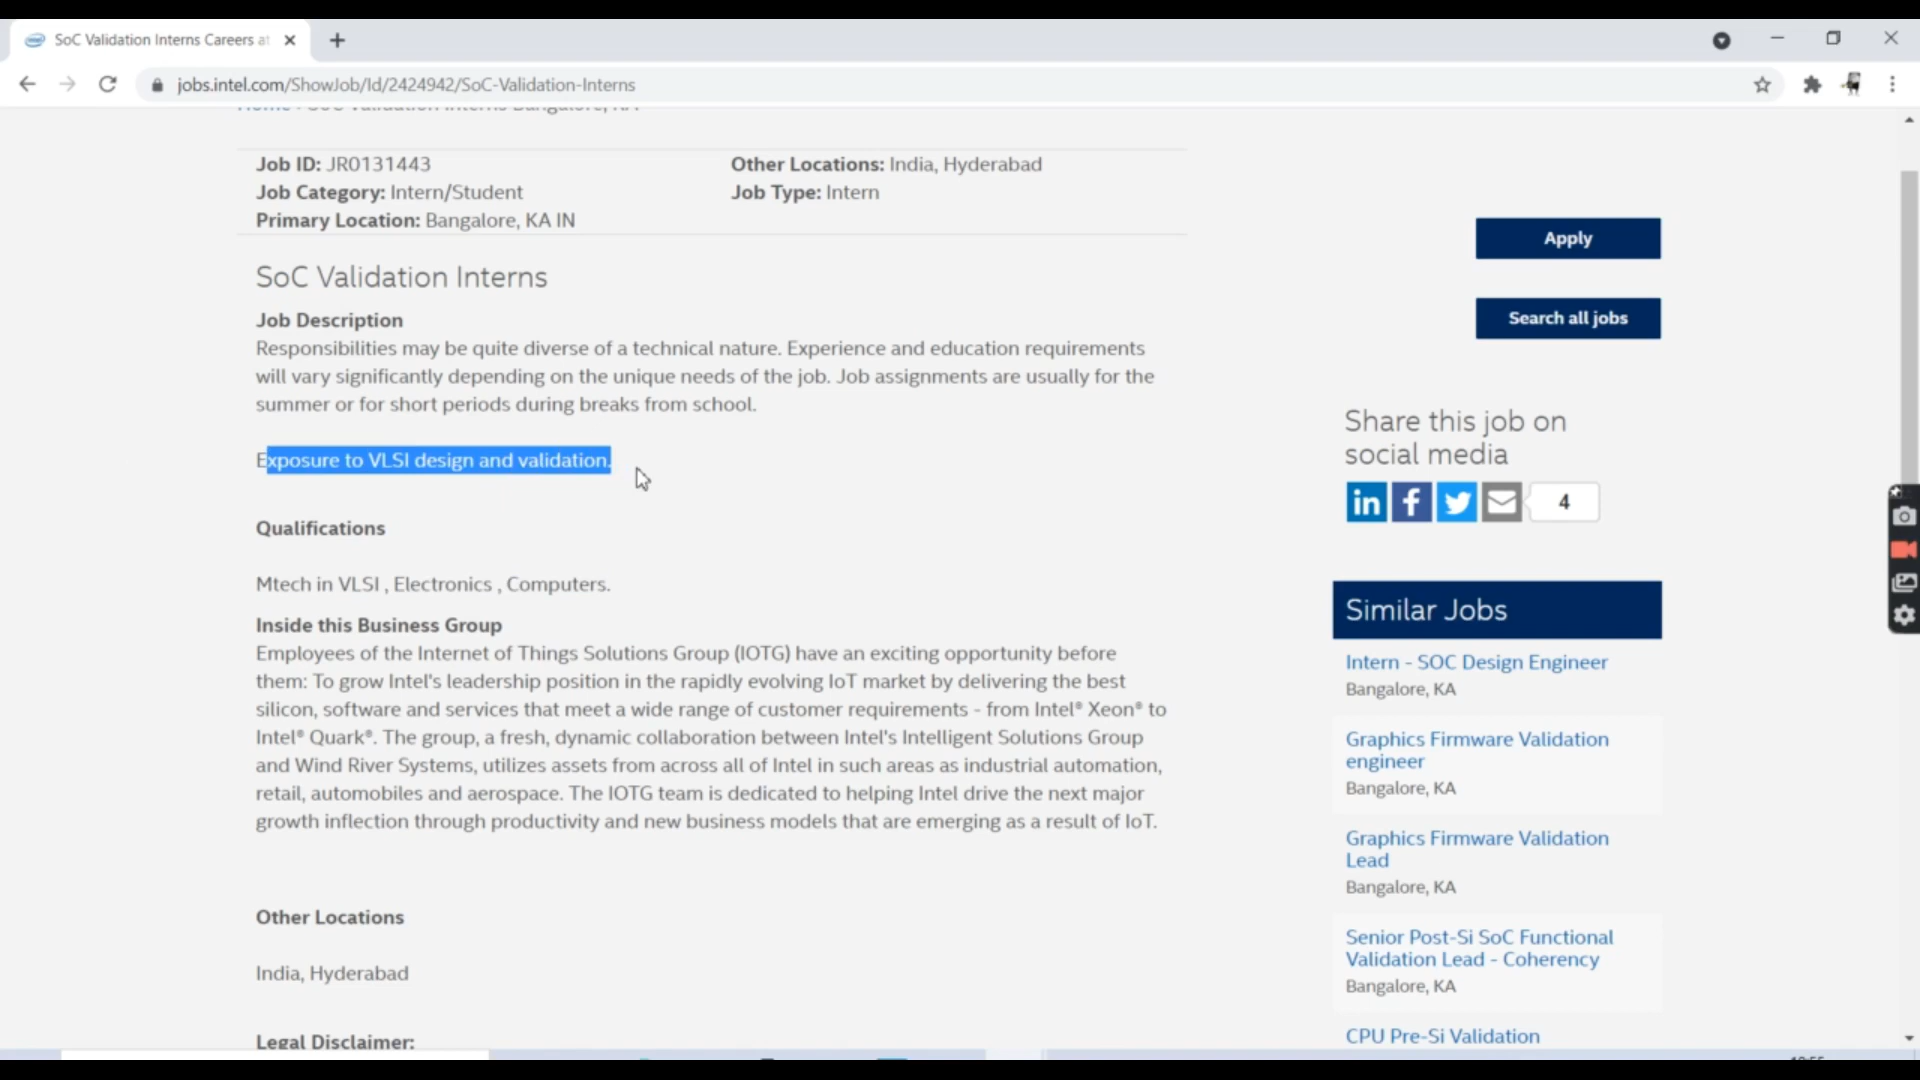 SoC Validation Interns Careers at
jobs.intel.com/ShowJob/Id/2424942/SoC-Validation-Interns
Home > SoC Validation Interns Bangalore, KA
Job ID: JR0131443
Other Locations: India, Hyderabad
Job Category: Intern/Student
Job Type: Intern
Primary Location: Bangalore, KA IN
Apply
SoC Validation Interns
Search all jobs
Job Description
Responsibilities may be quite diverse of a technical nature. Experience and education requirements
will vary significantly depending on the unique needs of the job. Job assignments are usually for the
summer or for short periods during breaks from school.
Exposure to VLSI design and validation.
Qualifications
Mtech in VLSI , Electronics , Computers.
Inside this Business Group
Employees of the Internet of Things Solutions Group (IOTG) have an exciting opportunity before
them: To grow Intel's leadership position in the rapidly evolving IoT market by delivering the best
silicon, software and services that meet a wide range of customer requirements - from Intel® Xeon® to
Intel® Quark®. The group, a fresh, dynamic collaboration between Intel's Intelligent Solutions Group
and Wind River Systems, utilizes assets from across all of Intel in such areas as industrial automation,
retail, automobiles and aerospace. The IOTG team is dedicated to helping Intel drive the next major
growth inflection through productivity and new business models that are emerging as a result of IoT.
Other Locations
India, Hyderabad
Legal Disclaimer:
Share this job on
social media
in
f
4
Similar Jobs
Intern - SOC Design Engineer
Bangalore, KA
Graphics Firmware Validation
engineer
Bangalore, KA
Graphics Firmware Validation
Lead
Bangalore, KA
Senior Post-Si SoC Functional
Validation Lead - Coherency
Bangalore, KA
CPU Pre-Si Validation